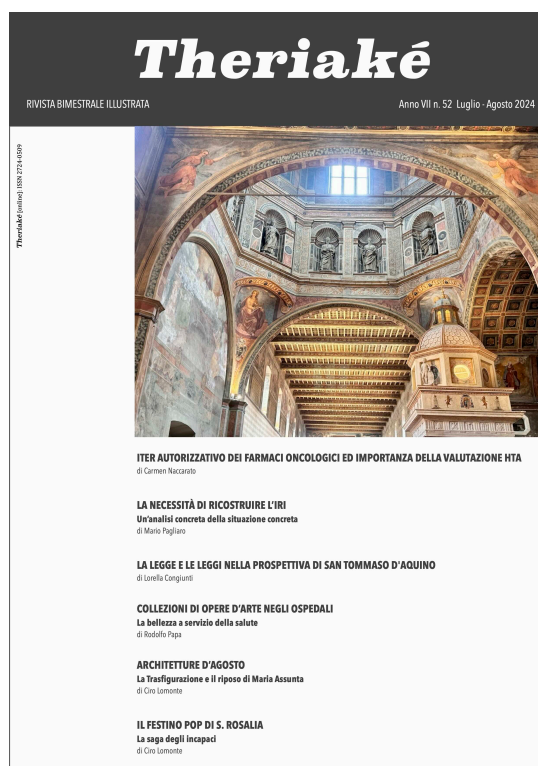 Theriaké
RIVISTA BIMESTRALE ILLUSTRATA
Anno VII n. 52 Luglio - Agosto 2024
Theriaké [online]: ISSN 2724-0509
ITER AUTORIZZATIVO DEI FARMACI ONCOLOGICI ED IMPORTANZA DELLA VALUTAZIONE HTA
di Carmen Naccarato
LA NECESSITÀ DI RICOSTRUIRE L'IRI
Un'analisi concreta della situazione concreta
di Mario Pagliaro
LA LEGGE E LE LEGGI NELLA PROSPETTIVA DI SAN TOMMASO D'AQUINO
di Lorella Congiunti
COLLEZIONI DI OPERE D'ARTE NEGLI OSPEDALI
La bellezza a servizio della salute
di Rodolfo Papa
ARCHITETTURE D'AGOSTO
La Trasfigurazione e il riposo di Maria Assunta
di Ciro Lomonte
IL FESTINO POP DI S. ROSALIA
La saga degli incapaci
di Ciro Lomonte